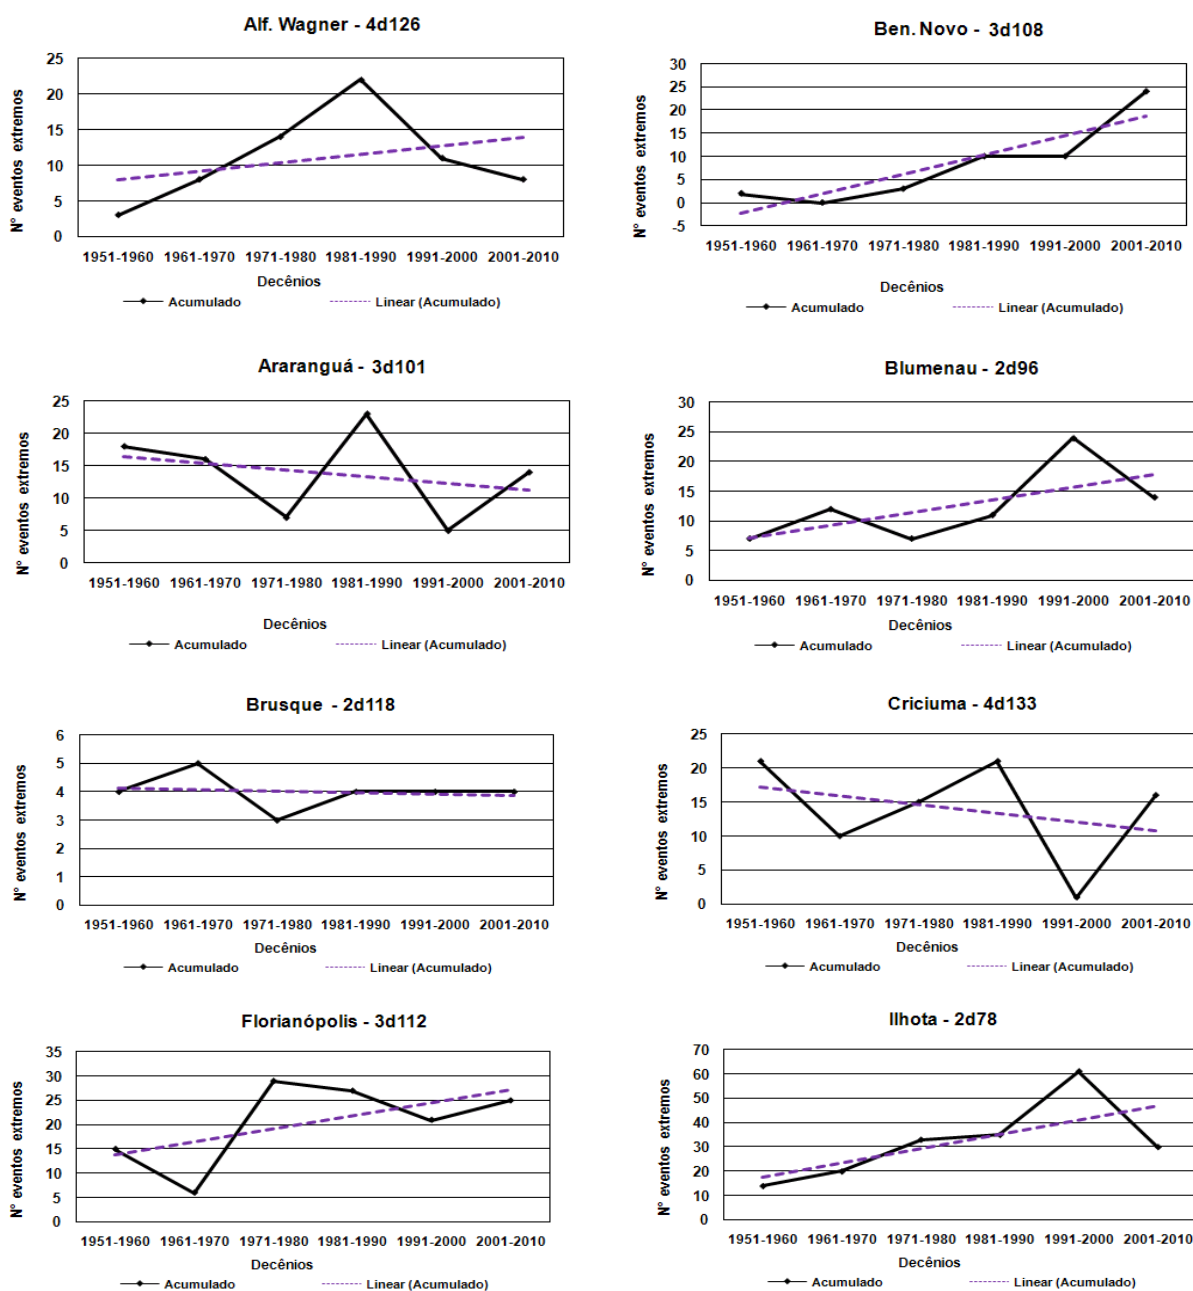 Alf. Wagner - 4d126
N° eventos extremos
25
20
15
10
5
0
1951-1960 1961-1970 1971-1980 1981-1990 1991-2000 2001-2010
Decênios
Acumulado Linear (Acumulado)
Ben. Novo - 3d108
N° eventos extremos
30
25
20
15
10
5
0
-5
1951-1960 1961-1970 1971-1980 1981-1990 1991-2000 2001-2010
Decênios
Acumulado Linear (Acumulado)
Araranguá - 3d101
N° eventos extremos
25
20
15
10
5
0
1951-1960 1961-1970 1971-1980 1981-1990 1991-2000 2001-2010
Decênios
Acumulado Linear (Acumulado)
Blumenau - 2d96
N° eventos extremos
30
25
20
15
10
5
0
1951-1960 1961-1970 1971-1980 1981-1990 1991-2000 2001-2010
Decênios
Acumulado Linear (Acumulado)
Brusque - 2d118
N° eventos extremos
6
5
4
3
2
1
0
1951-1960 1961-1970 1971-1980 1981-1990 1991-2000 2001-2010
Decênios
Acumulado Linear (Acumulado)
Criciuma - 4d133
N° eventos extremos
25
20
15
10
5
0
1951-1960 1961-1970 1971-1980 1981-1990 1991-2000 2001-2010
Decênios
Acumulado Linear (Acumulado)
Florianópolis - 3d112
N° eventos extremos
35
30
25
20
15
10
5
0
1951-1960 1961-1970 1971-1980 1981-1990 1991-2000 2001-2010
Decênios
Acumulado Linear (Acumulado)
Ilhota - 2d78
N° eventos extremos
70
60
50
40
30
20
10
0
1951-1960 1961-1970 1971-1980 1981-1990 1991-2000 2001-2010
Decênios
Acumulado Linear (Acumulado)